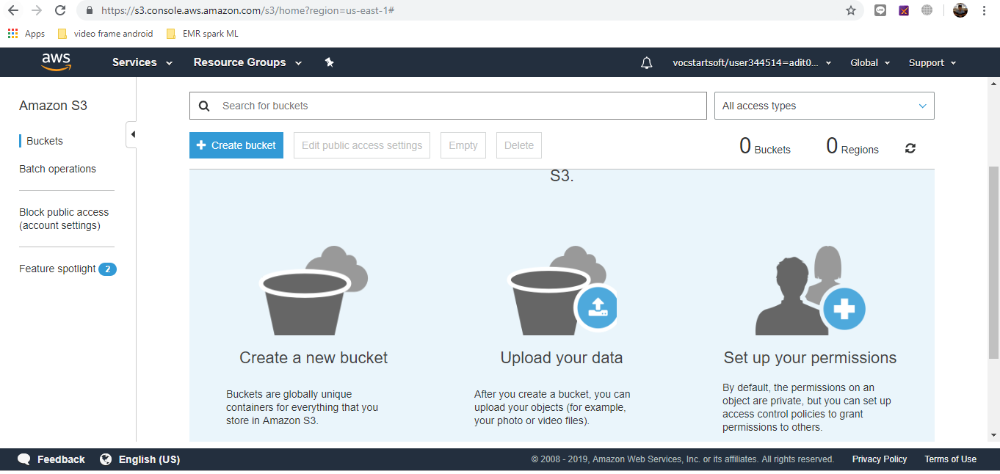 https://s3.console.aws.amazon.com/s3/home?region=us-east-1#
Apps video frame android EMR spark ML
aws Services Resource Groups vocstartsoft/user344514=adit0... Global Support
Amazon S3
Buckets
Batch operations
Block public access
(account settings)
Feature spotlight 2
Search for buckets All access types
Create bucket Edit public access settings Empty Delete 0 Buckets 0 Regions
S3.
Create a new bucket
Buckets are globally unique
containers for everything that you
store in Amazon S3.
Upload your data
After you create a bucket, you can
upload your objects (for example,
your photo or video files).
Set up your permissions
By default, the permissions on an
object are private, but you can set up
access control policies to grant
permissions to others.
Feedback English (US) © 2008 - 2019, Amazon Web Services, Inc. or its affiliates. All rights reserved. Privacy Policy Terms of Use